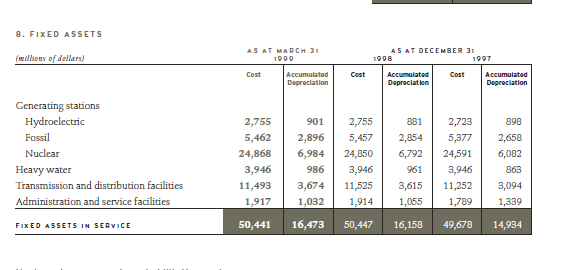 8. FIXED ASSETS
AS AT MARCH 31 AS AT DECEMBER 31
(millions of dollars) 1999 1998 1997
Cost Accumulated Depreciation Cost Accumulated Depreciation Cost Accumulated Depreciation
Generating stations
Hydroelectric 2,755 901 2,755 881 2,723 898
Fossil 5,462 2,896 5,457 2,854 5,377 2,658
Nuclear 24,868 6,984 24,850 6,792 24,591 6,082
Heavy water 3,946 986 3,946 961 3,946 863
Transmission and distribution facilities 11,493 3,674 11,525 3,615 11,252 3,094
Administration and service facilities 1,917 1,032 1,914 1,055 1,789 1,339
FIXED ASSETS IN SERVICE 50,441 16,473 50,447 16,158 49,678 14,934